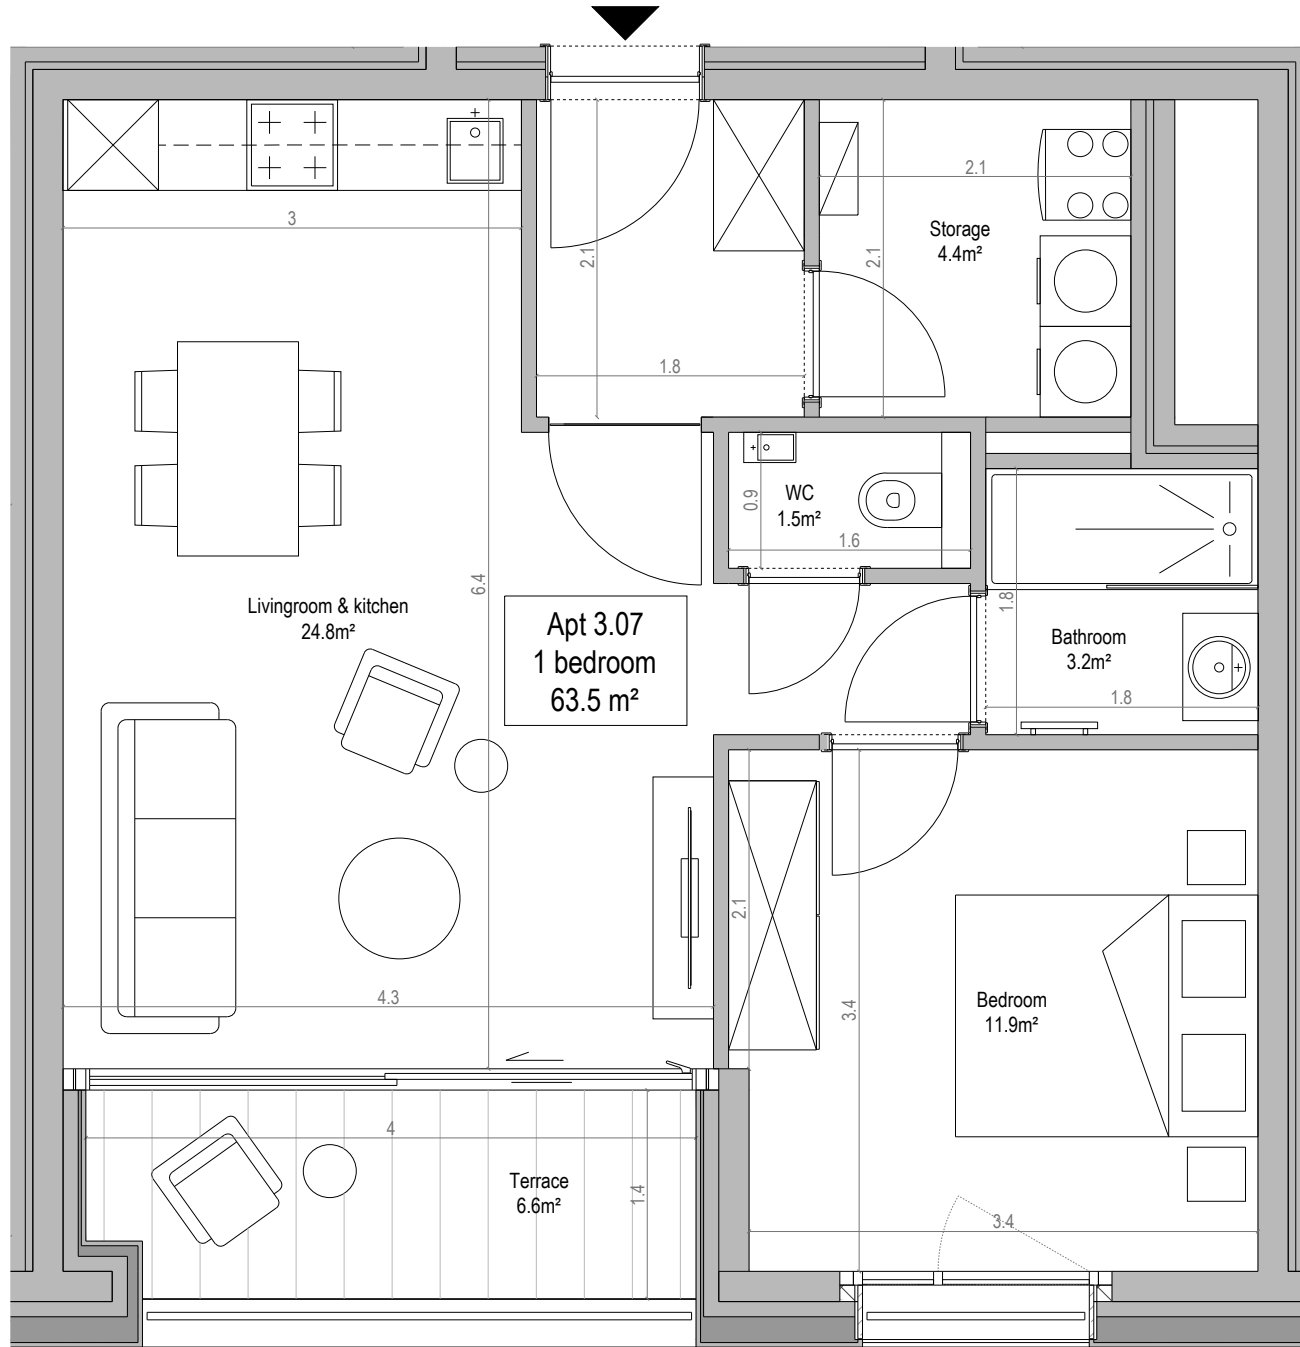 3
2.1
2.1
2.1
Storage
4.4m²
1.8
0.9
WC
1.5m²
1.6
6.4
Livingroom & kitchen
24.8m²
Apt 3.07
1 bedroom
63.5 m²
1.8
Bathroom
3.2m²
1.8
2.1
4.3
3.4
Bedroom
11.9m²
4
Terrace
6.6m²
1.4
3.4